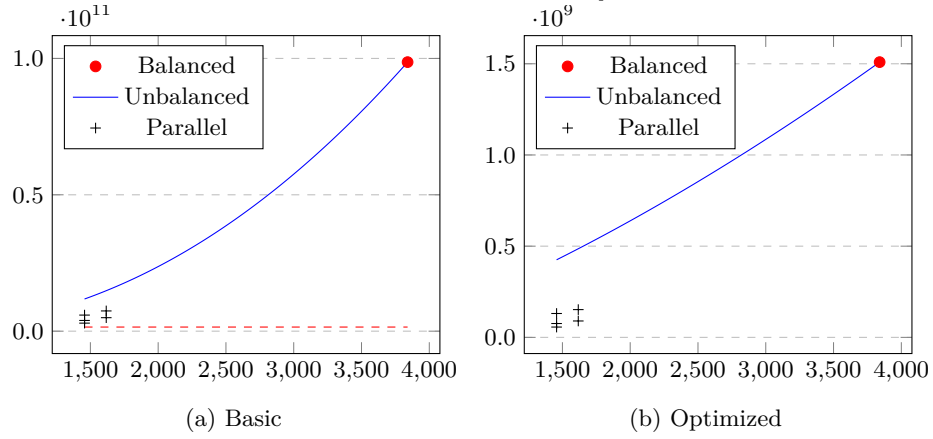 ·10^11
1.0
0.5
0.0
Balanced
Unbalanced
Parallel
1,500 2,000 2,500 3,000 3,500 4,000
(a) Basic
·10^9
1.5
1.0
0.5
0.0
Balanced
Unbalanced
Parallel
1,500 2,000 2,500 3,000 3,500 4,000
(b) Optimized